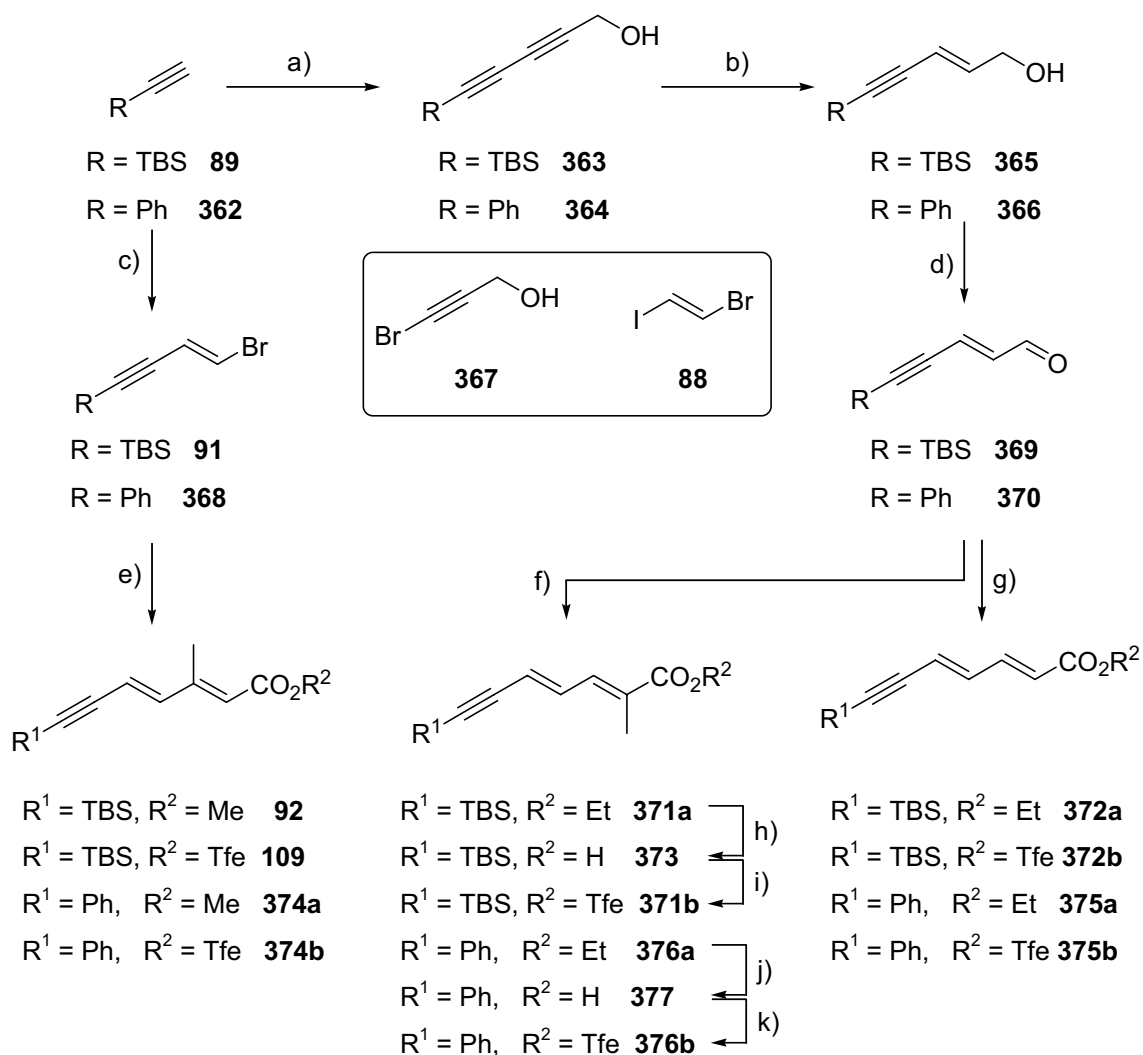 R
a)
OH
R
b)
OH
R
R = TBS 89
R = Ph 362
R = TBS 363
R = Ph 364
R = TBS 365
R = Ph 366
c)
Br
OH
367
I
Br
88
d)
R
Br
R = TBS 91
R = Ph 368
R
O
R = TBS 369
R = Ph 370
e)
f)
g)
R¹
CO₂R²
R¹
CO₂R²
R¹
CO₂R²
R¹ = TBS, R² = Me 92
R¹ = TBS, R² = Tfe 109
R¹ = Ph, R² = Me 374a
R¹ = Ph, R² = Tfe 374b
R¹ = TBS, R² = Et 371a
h)
R¹ = TBS, R² = H 373
i)
R¹ = TBS, R² = Tfe 371b
R¹ = Ph, R² = Et 376a
j)
R¹ = Ph, R² = H 377
k)
R¹ = Ph, R² = Tfe 376b
R¹ = TBS, R² = Et 372a
R¹ = TBS, R² = Tfe 372b
R¹ = Ph, R² = Et 375a
R¹ = Ph, R² = Tfe 375b